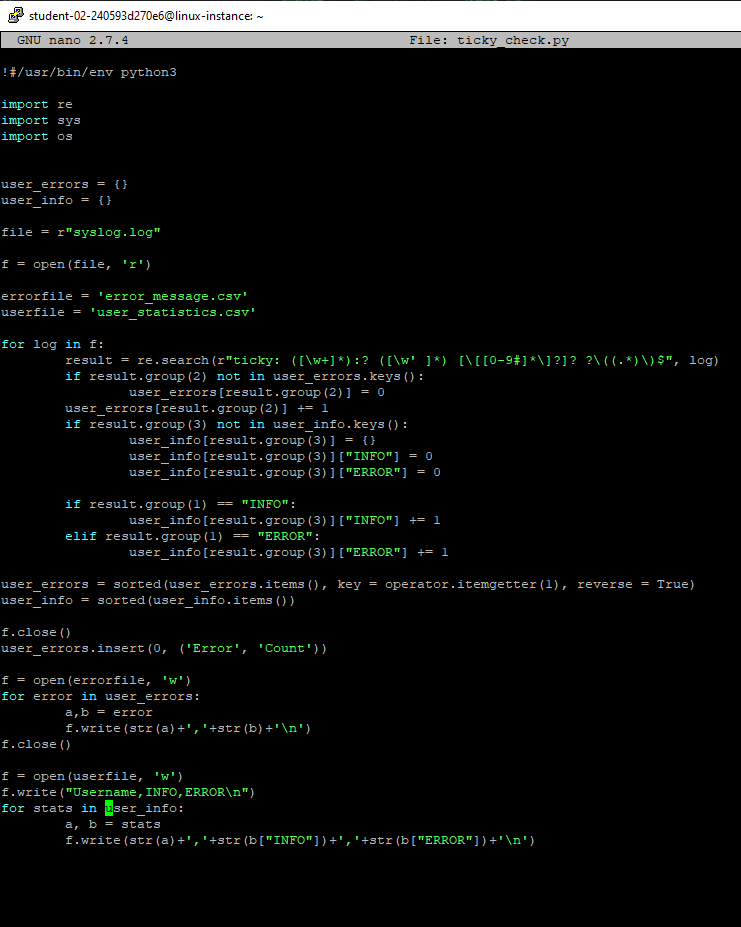 student-02-240593d270e6@linux-instance: ~
GNU nano 2.7.4 File: ticky_check.py
!#/usr/bin/env python3
import re
import sys
import os
user_errors = {}
user_info = {}
file = r"syslog.log"
f = open(file, 'r')
errorfile = 'error_message.csv'
userfile = 'user_statistics.csv'
for log in f:
        result = re.search(r"ticky: ([\w+]*):? ([\w' ]*) [\[[0-9#]*\]?]? ?\((.*)\)$", log)
        if result.group(2) not in user_errors.keys():
                user_errors[result.group(2)] = 0
        user_errors[result.group(2)] += 1
        if result.group(3) not in user_info.keys():
                user_info[result.group(3)] = {}
                user_info[result.group(3)]["INFO"] = 0
                user_info[result.group(3)]["ERROR"] = 0
        if result.group(1) == "INFO":
                user_info[result.group(3)]["INFO"] += 1
        elif result.group(1) == "ERROR":
                user_info[result.group(3)]["ERROR"] += 1
user_errors = sorted(user_errors.items(), key = operator.itemgetter(1), reverse = True)
user_info = sorted(user_info.items())
f.close()
user_errors.insert(0, ('Error', 'Count'))
f = open(errorfile, 'w')
for error in user_errors:
        a,b = error
        f.write(str(a)+','+str(b)+'\n')
f.close()
f = open(userfile, 'w')
f.write("Username,INFO,ERROR\n")
for stats in user_info:
        a, b = stats
        f.write(str(a)+','+str(b["INFO"])+','+str(b["ERROR"])+'\n')